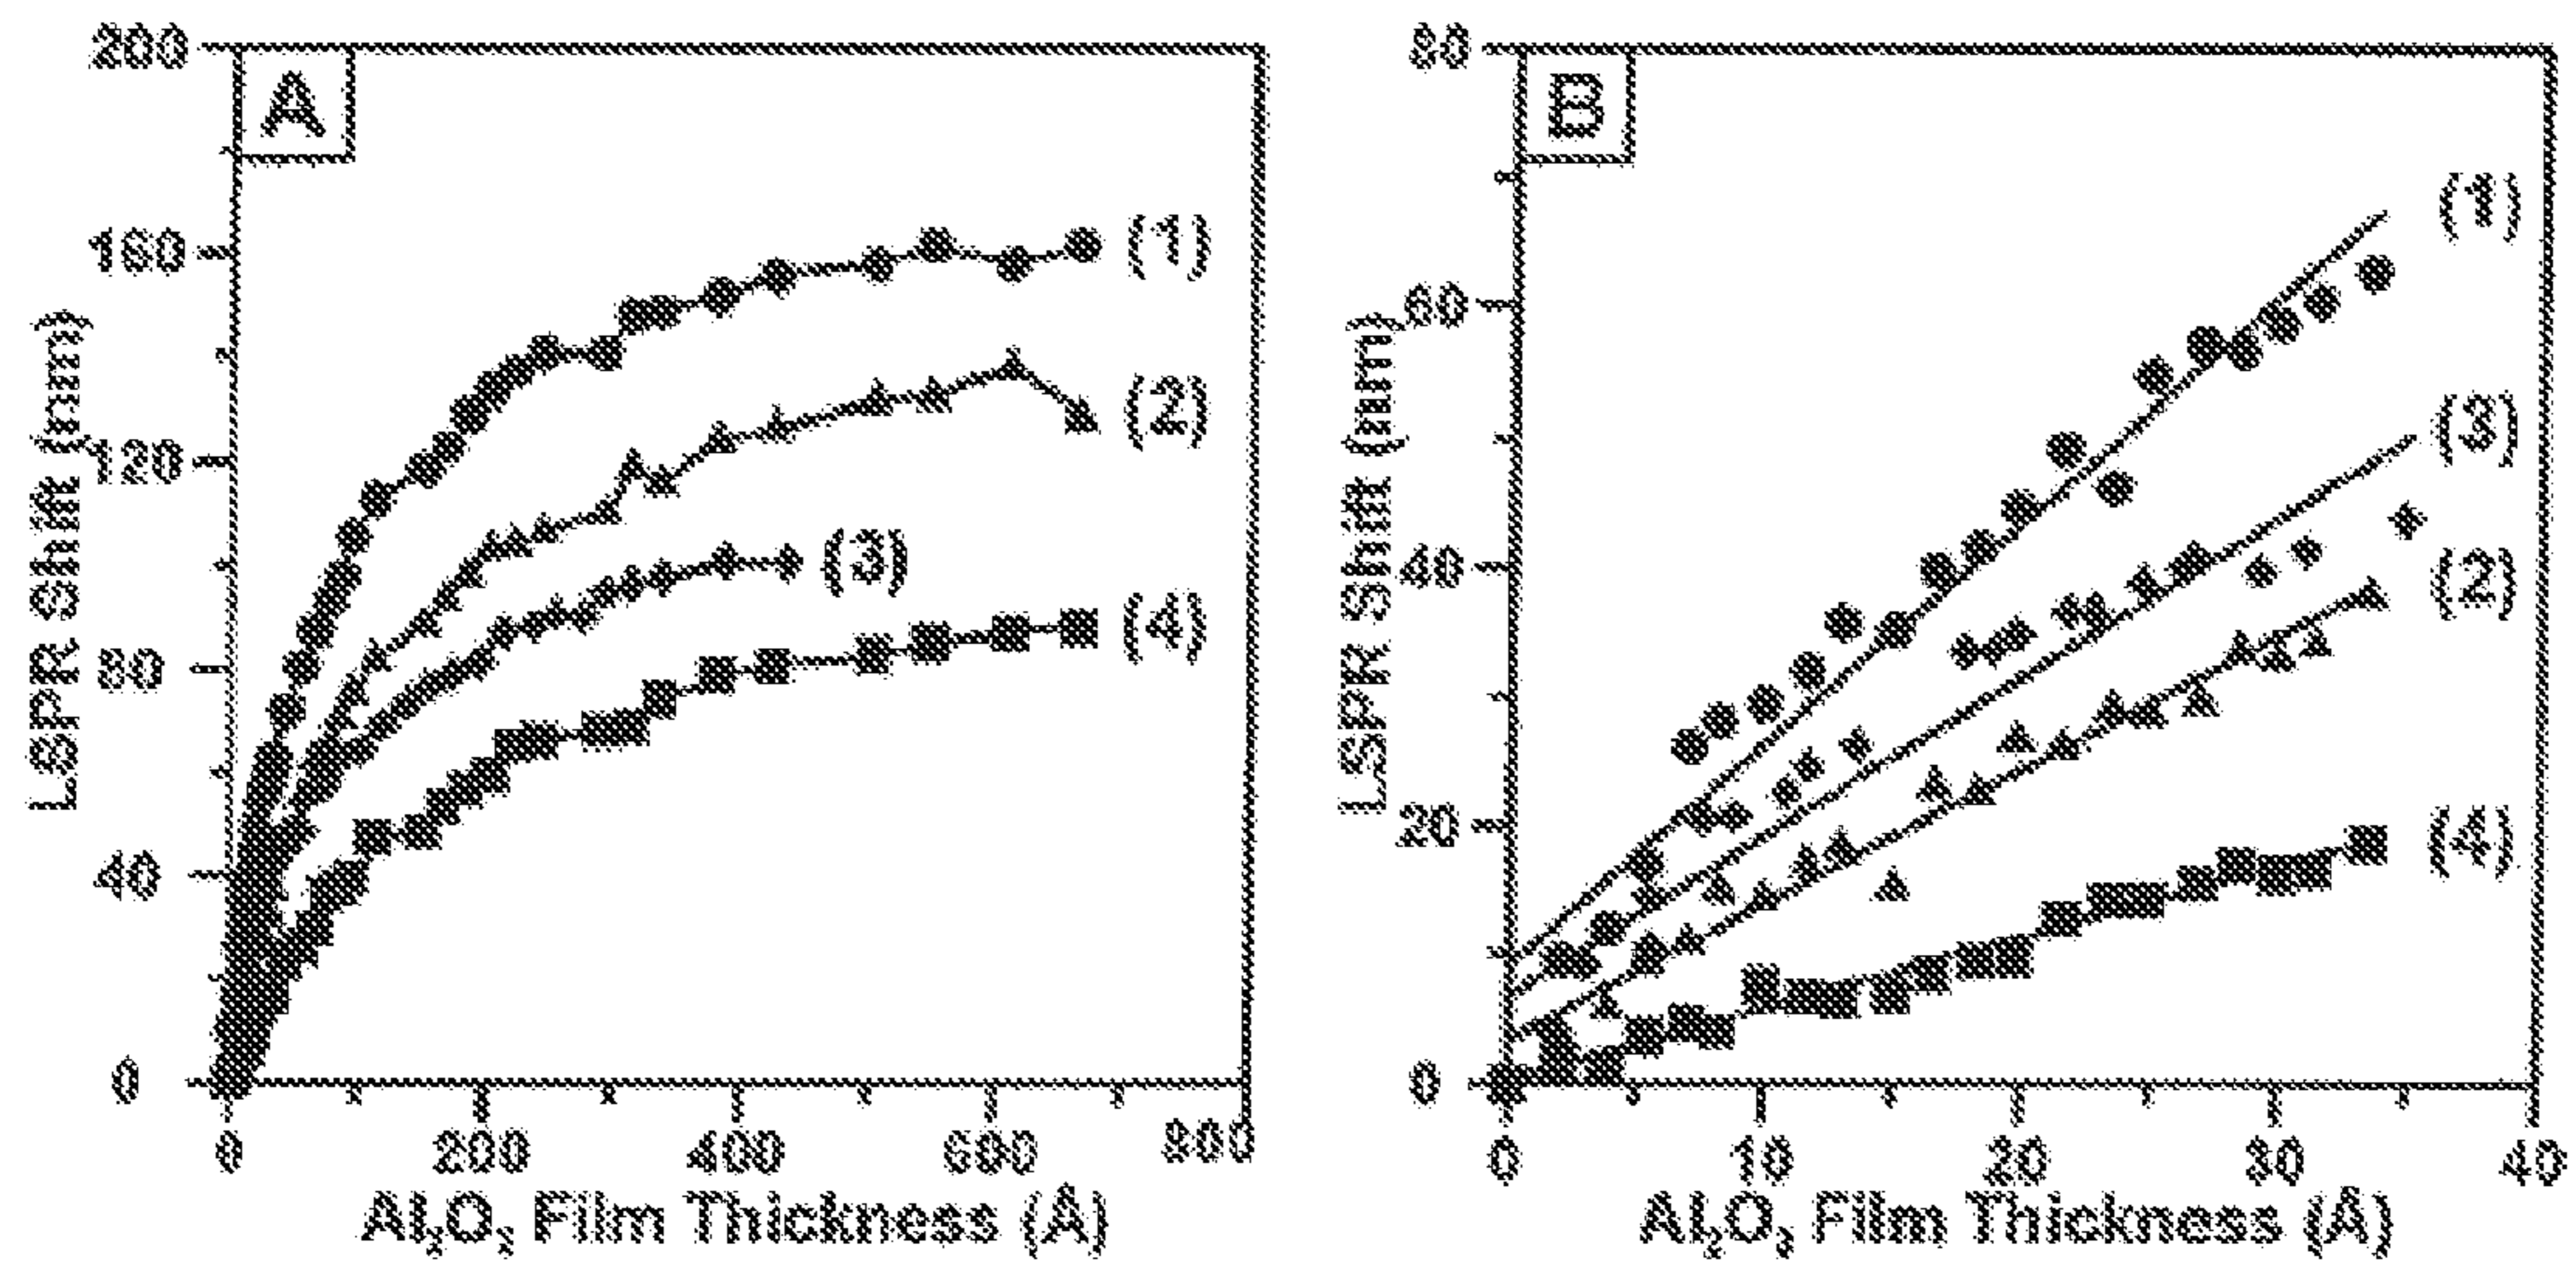 A
200
160
120
80
40
0
LSPR Shift (nm)
(1)
(2)
(3)
(4)
0 200 400 600 800
Al₂O₃ Film Thickness (Å)
B
80
60
40
20
0
LSPR Shift (nm)
(1)
(3)
(2)
(4)
0 10 20 30 40
Al₂O₃ Film Thickness (Å)